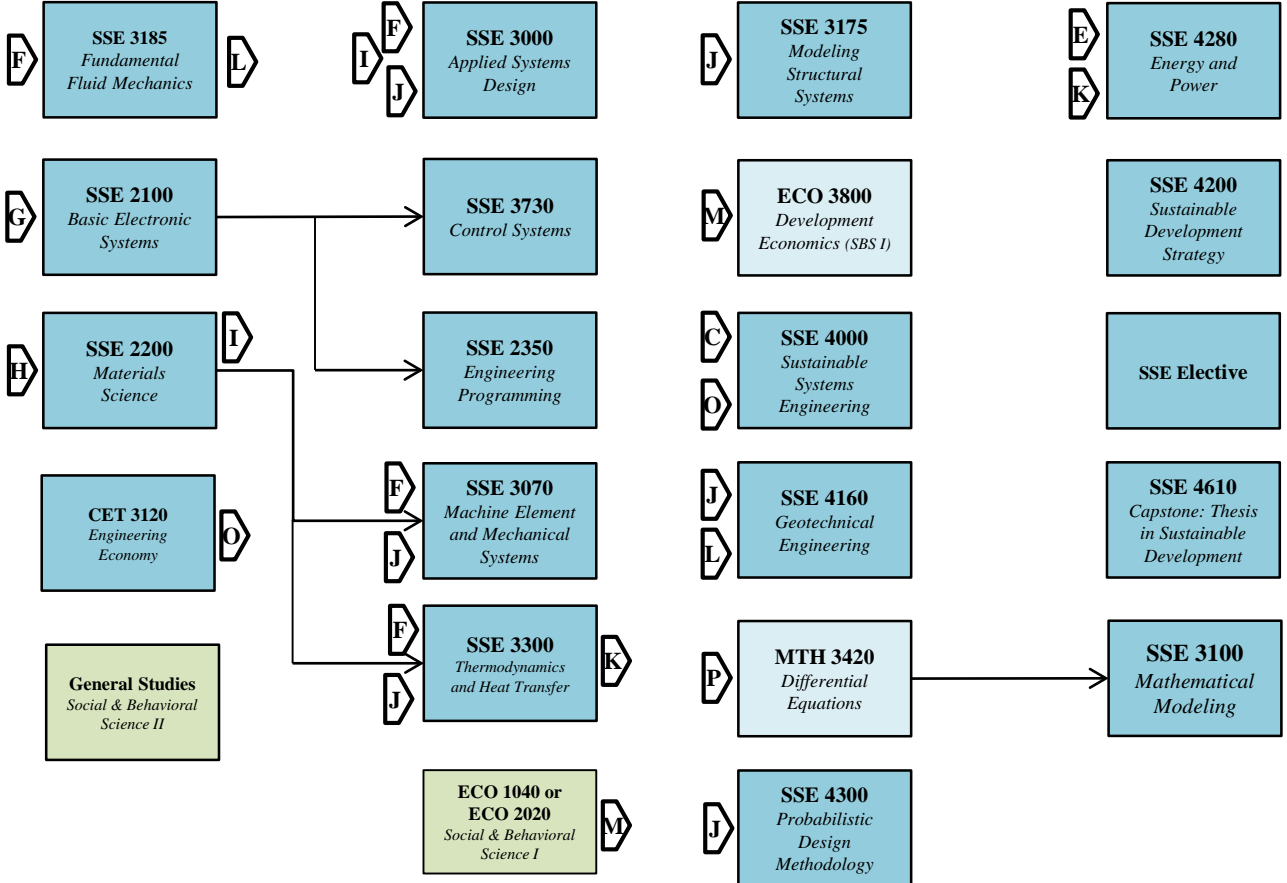 F
SSE 3185
Fundamental
Fluid Mechanics
L
F
I
J
SSE 3000
Applied Systems
Design
J
SSE 3175
Modeling
Structural
Systems
E
K
SSE 4280
Energy and
Power
G
SSE 2100
Basic Electronic
Systems
SSE 3730
Control Systems
M
ECO 3800
Development
Economics (SBS I)
SSE 4200
Sustainable
Development
Strategy
H
SSE 2200
Materials
Science
I
SSE 2350
Engineering
Programming
C
O
SSE 4000
Sustainable
Systems
Engineering
SSE Elective
CET 3120
Engineering
Economy
O
F
J
SSE 3070
Machine Element
and Mechanical
Systems
J
L
SSE 4160
Geotechnical
Engineering
SSE 4610
Capstone: Thesis
in Sustainable
Development
General Studies
Social & Behavioral
Science II
F
J
SSE 3300
Thermodynamics
and Heat Transfer
K
P
MTH 3420
Differential
Equations
SSE 3100
Mathematical
Modeling
ECO 1040 or
ECO 2020
Social & Behavioral
Science I
M
J
SSE 4300
Probabilistic
Design
Methodology